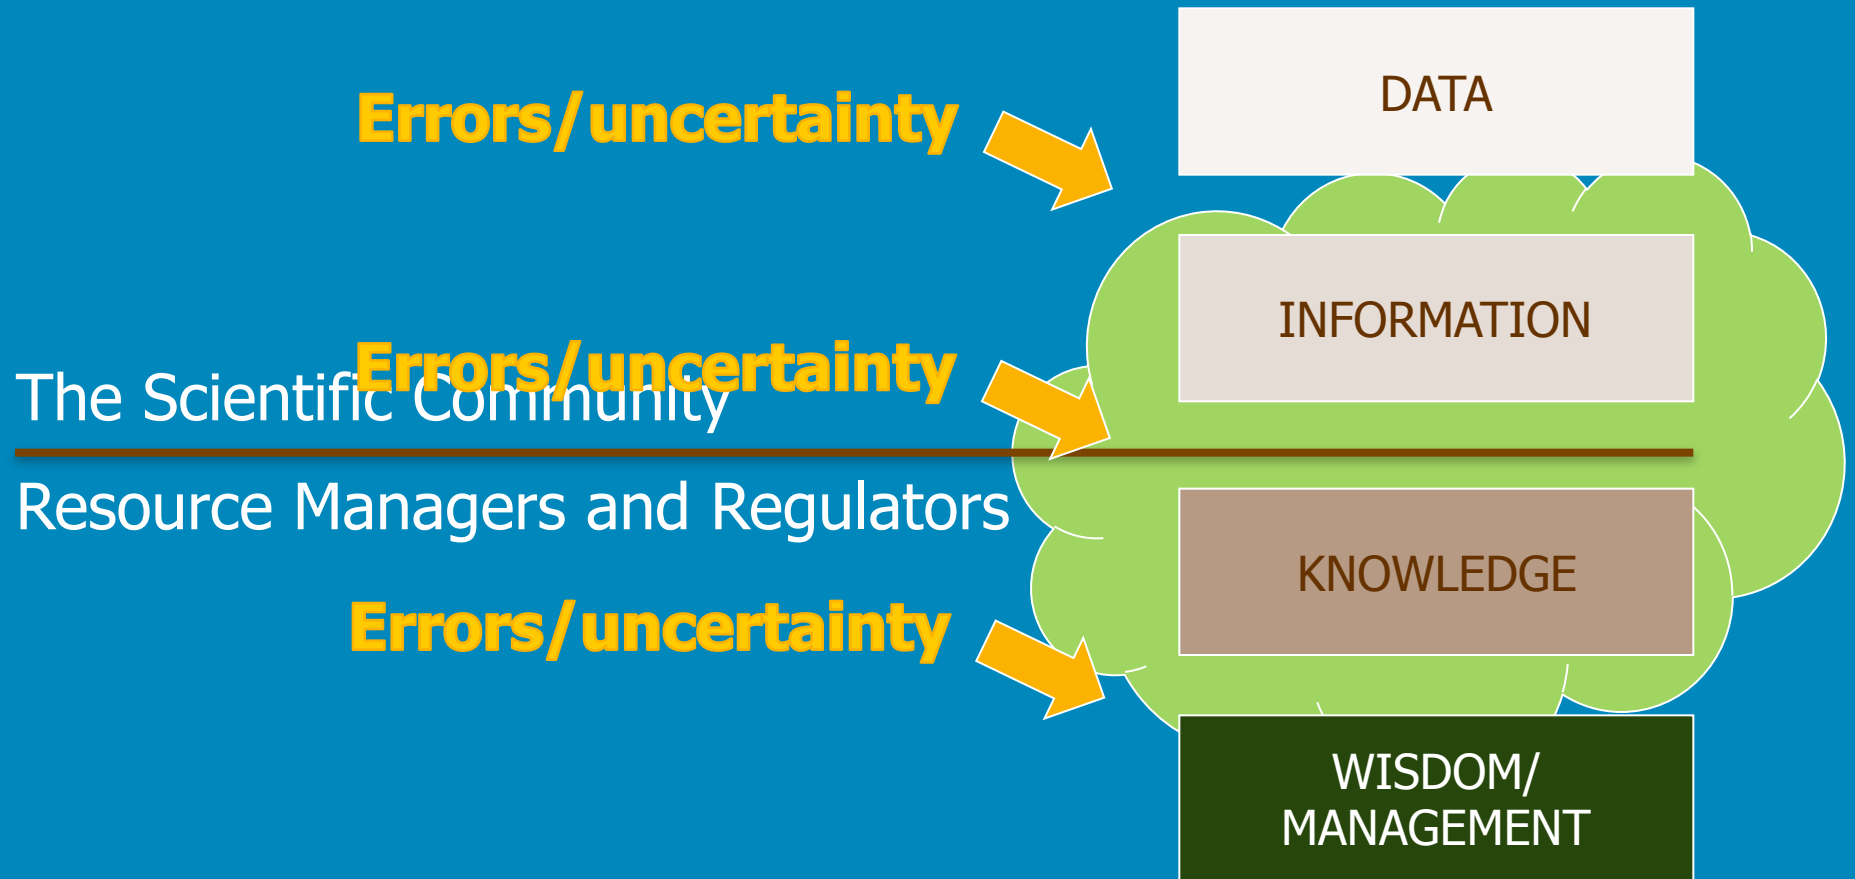 DATA
Errors/uncertainty
INFORMATION
Errors/uncertainty
The Scientific Community
Resource Managers and Regulators
KNOWLEDGE
Errors/uncertainty
WISDOM/
MANAGEMENT